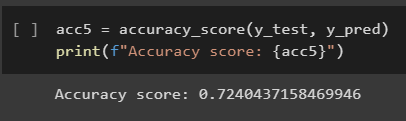 [ ] acc5 = accuracy_score(y_test, y_pred)
print(f"Accuracy score: {acc5}")
Accuracy score: 0.7240437158469946